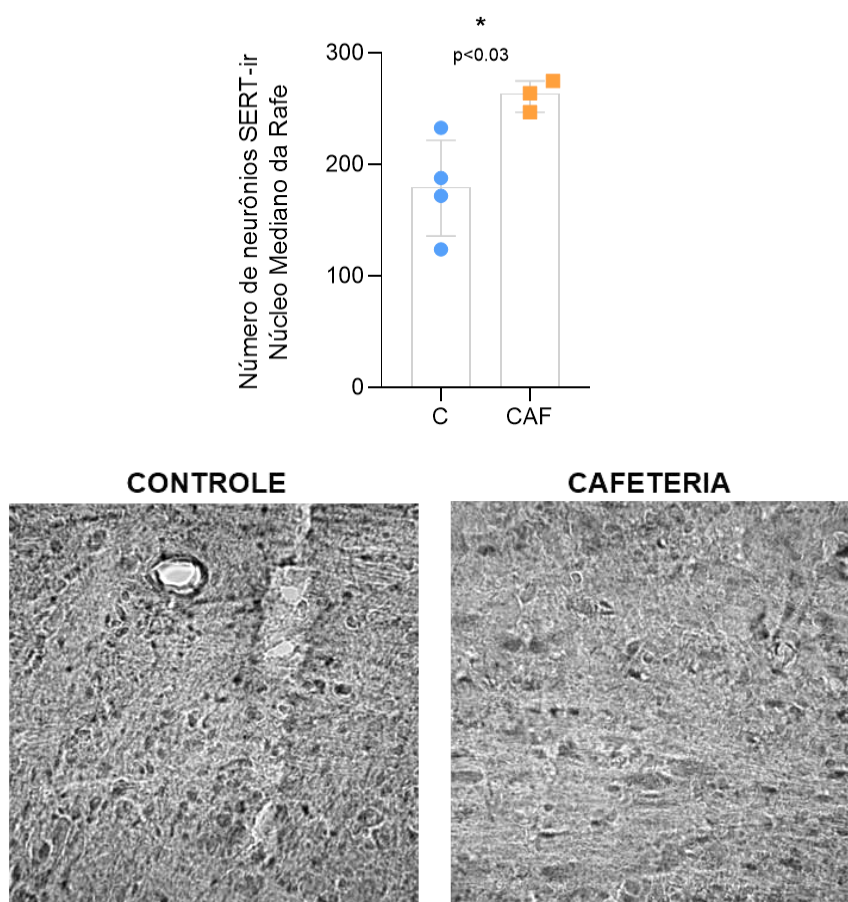 *
p<0.03
Número de neurônios SERT-ir
Núcleo Mediano da Rafe
300
200
100
0
C
CAF
CONTROLE
CAFETERIA